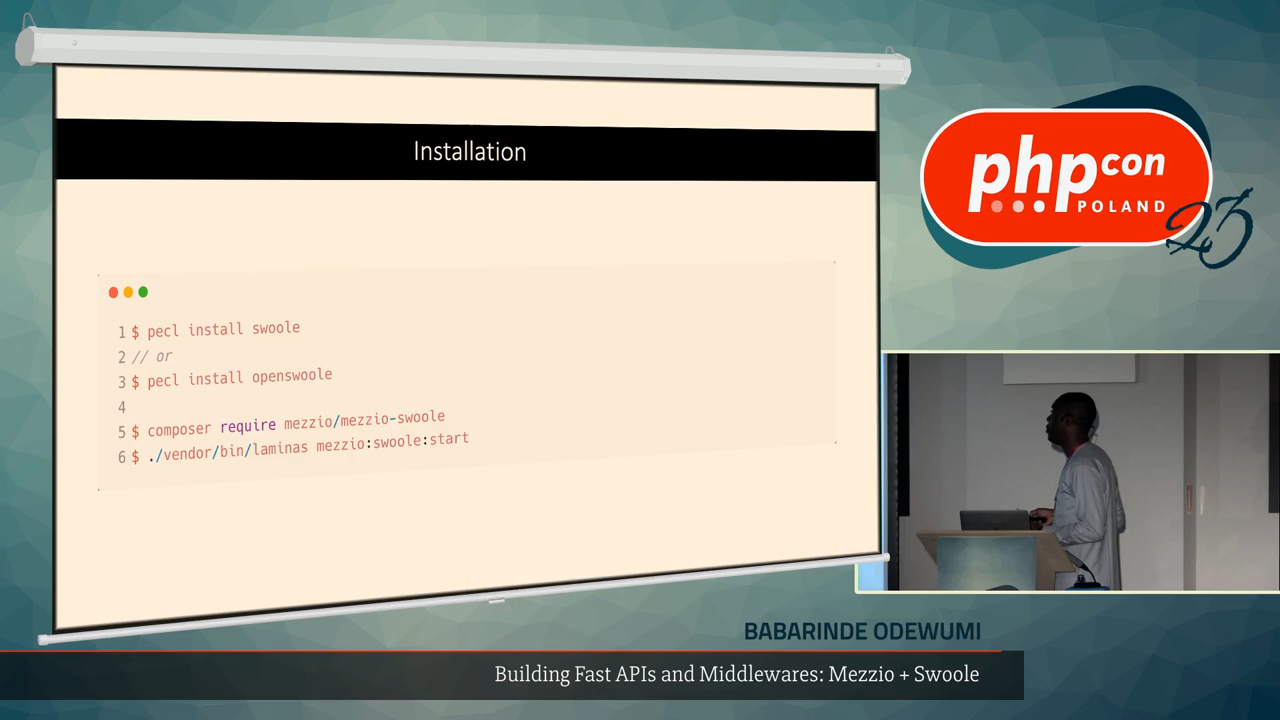 Installation
1 $ pecl install swoole
2 // or
3 $ pecl install openswoole
4
5 $ composer require mezzio/mezzio-swoole
6 $ ./vendor/bin/laminas mezzio:swoole:start
phpcon
POLAND
23
BABARINDE ODEWUMI
Building Fast APIs and Middlewares: Mezzio + Swoole